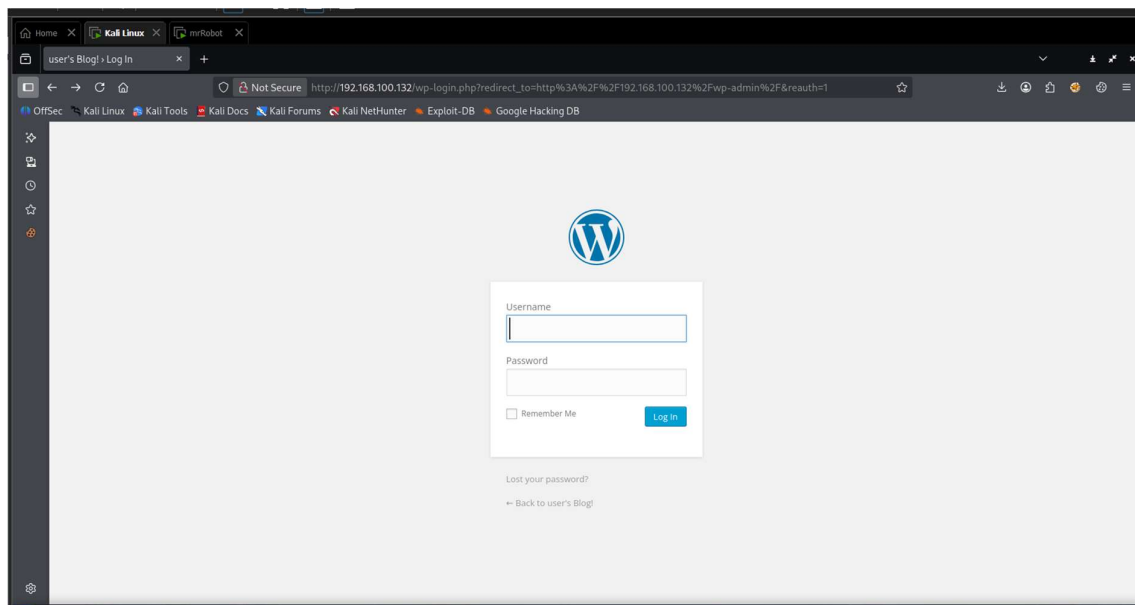 Home Kali Linux mrRobot
user's Blog! › Log In
Not Secure http://192.168.100.132/wp-login.php?redirect_to=http%3A%2F%2F192.168.100.132%2Fwp-admin%2F&reauth=1
OffSec Kali Linux Kali Tools Kali Docs Kali Forums Kali NetHunter Exploit-DB Google Hacking DB
Username
Password
Remember Me Log In
Lost your password?
← Back to user's Blog!